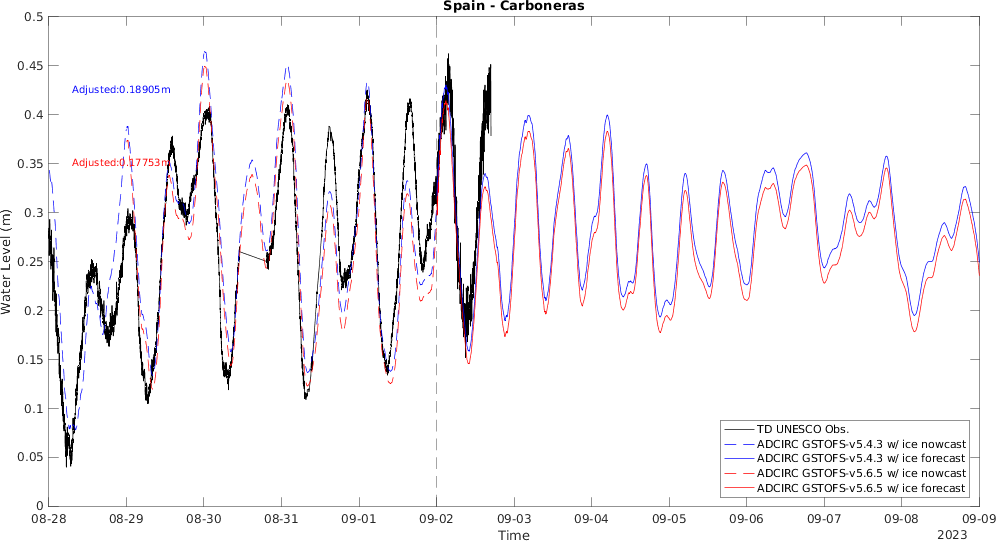 Spain - Carboneras
0.5
0.45
0.4
0.35
0.3
0.25
0.2
0.15
0.1
0.05
0
Water Level (m)
Adjusted:0.18905m
Adjusted:0.17753m
TD UNESCO Obs.
ADCIRC GSTOFS-v5.4.3 w/ ice nowcast
ADCIRC GSTOFS-v5.4.3 w/ ice forecast
ADCIRC GSTOFS-v5.6.5 w/ ice nowcast
ADCIRC GSTOFS-v5.6.5 w/ ice forecast
08-28 08-29 08-30 08-31 09-01 09-02 09-03 09-04 09-05 09-06 09-07 09-08 09-09
Time
2023